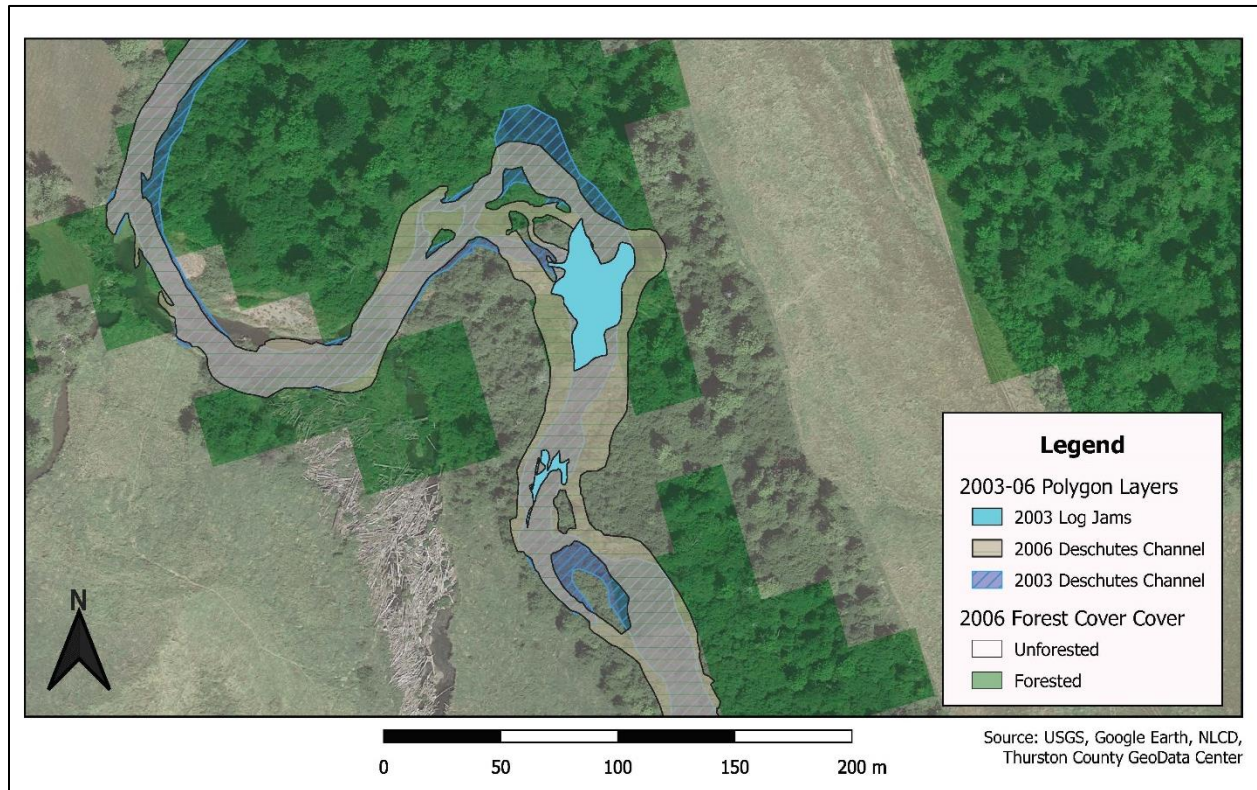 N
Legend
2003-06 Polygon Layers
2003 Log Jams
2006 Deschutes Channel
2003 Deschutes Channel
2006 Forest Cover Cover
Unforested
Forested
0 50 100 150 200 m
Source: USGS, Google Earth, NLCD,
Thurston County GeoData Center